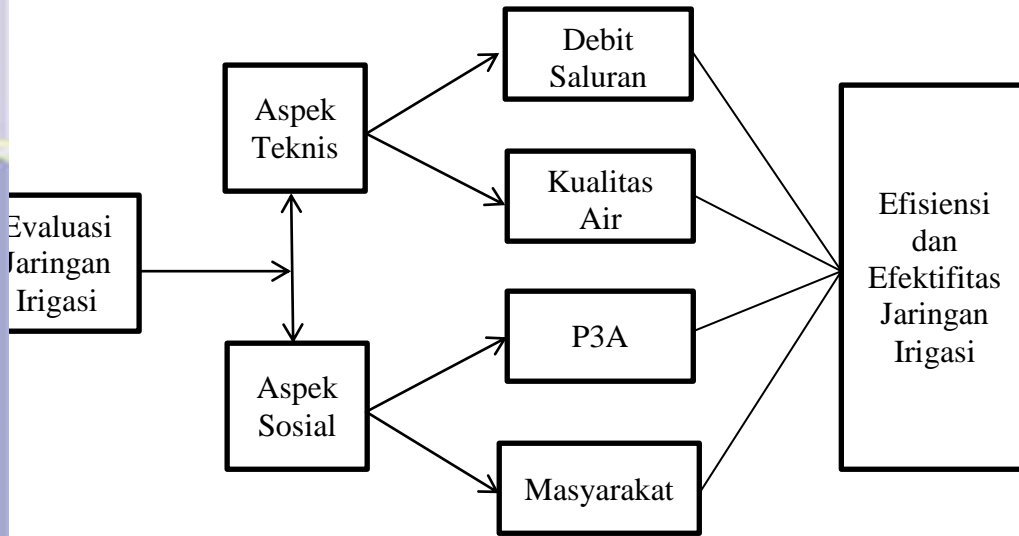 Evaluasi
Jaringan
Irigasi
Aspek
Teknis
Aspek
Sosial
Debit
Saluran
Kualitas
Air
P3A
Masyarakat
Efisiensi
dan
Efektifitas
Jaringan
Irigasi